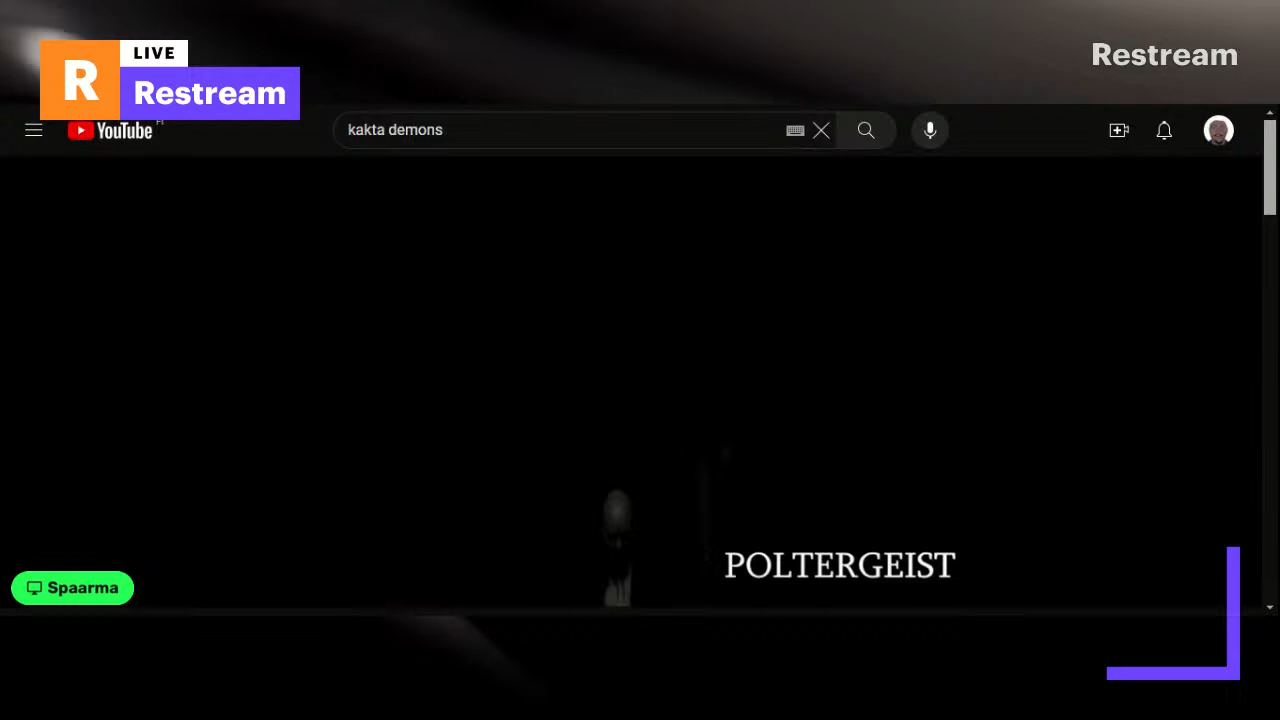 LIVE
R
Restream
Restream
YouTube
FI
kakta demons
POLTERGEIST
Spaarma